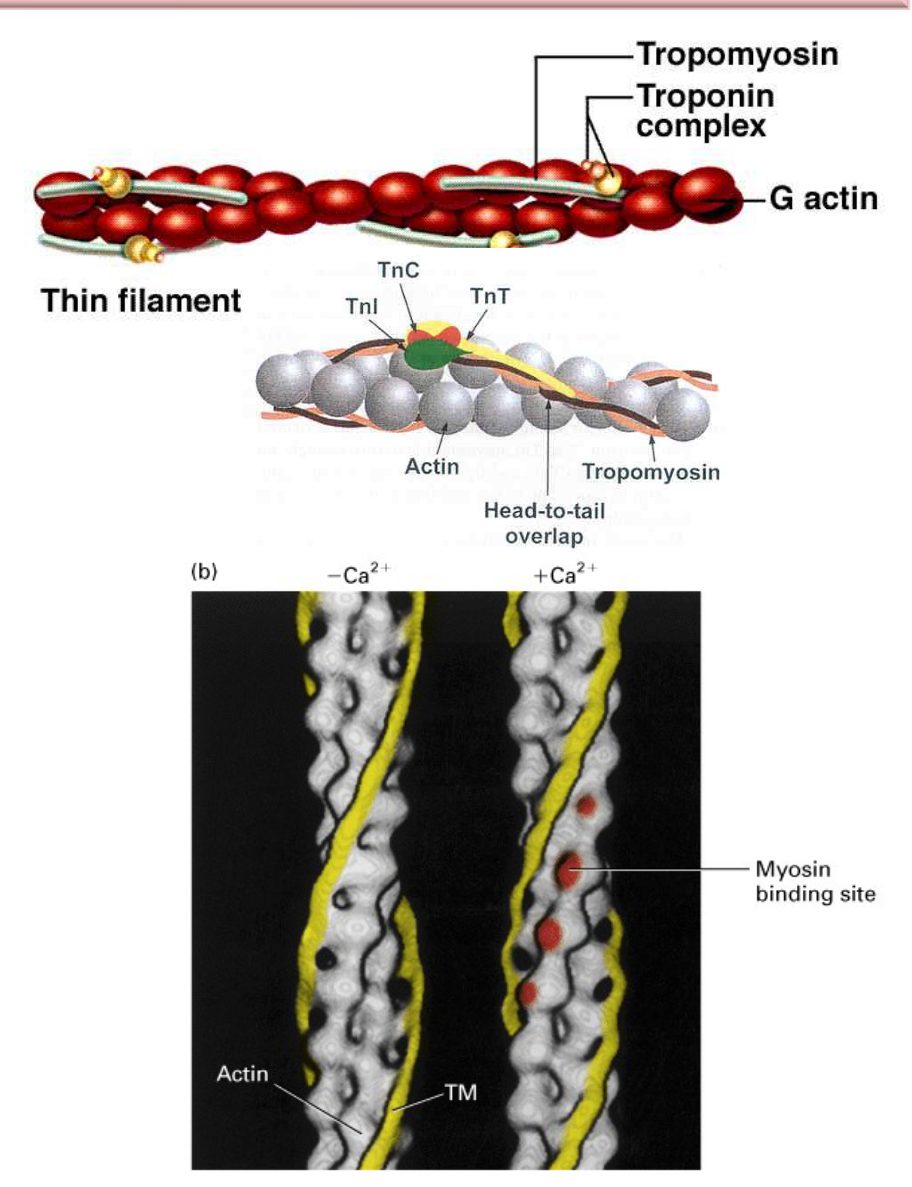 Tropomyosin
Troponin
complex
G actin
Thin filament
TnC
TnI
TnT
Actin
Tropomyosin
Head-to-tail
overlap
(b)
−Ca²⁺
+Ca²⁺
Myosin
binding site
Actin
TM